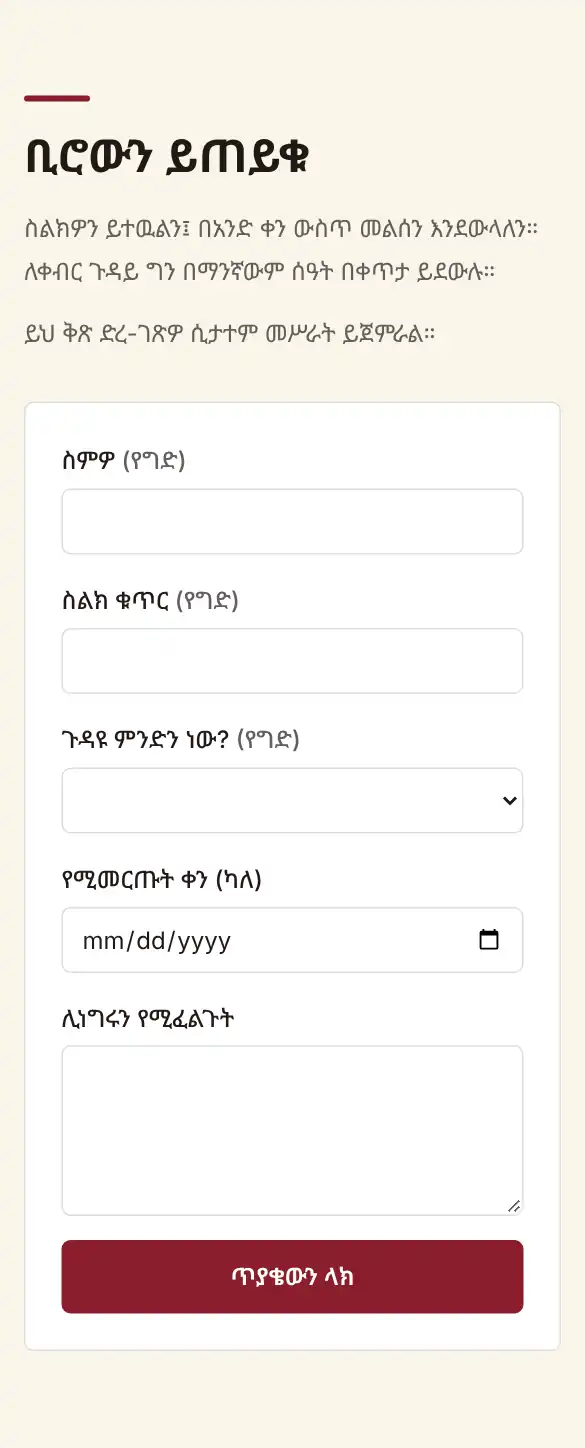 ቢሮውን ይጠይቁ
ስልክዎን ይተዉልን፤ በአንድ ቀን ውስጥ መልሰን እንደውላለን።
ለቀብር ጉዳይ ግን በማንኛውም ሰዓት በቀጥታ ይደውሉ።
ይህ ቅጽ ድረ-ገጽዎ ሲታተም መሥራት ይጀምራል።
ስምዎ (የግድ)
ስልክ ቁጥር (የግድ)
ጉዳዩ ምንድን ነው? (የግድ)
የሚመርጡት ቀን (ካለ)
mm/dd/yyyy
ሊነግሩን የሚፈልጉት
ጥያቄውን ላክ